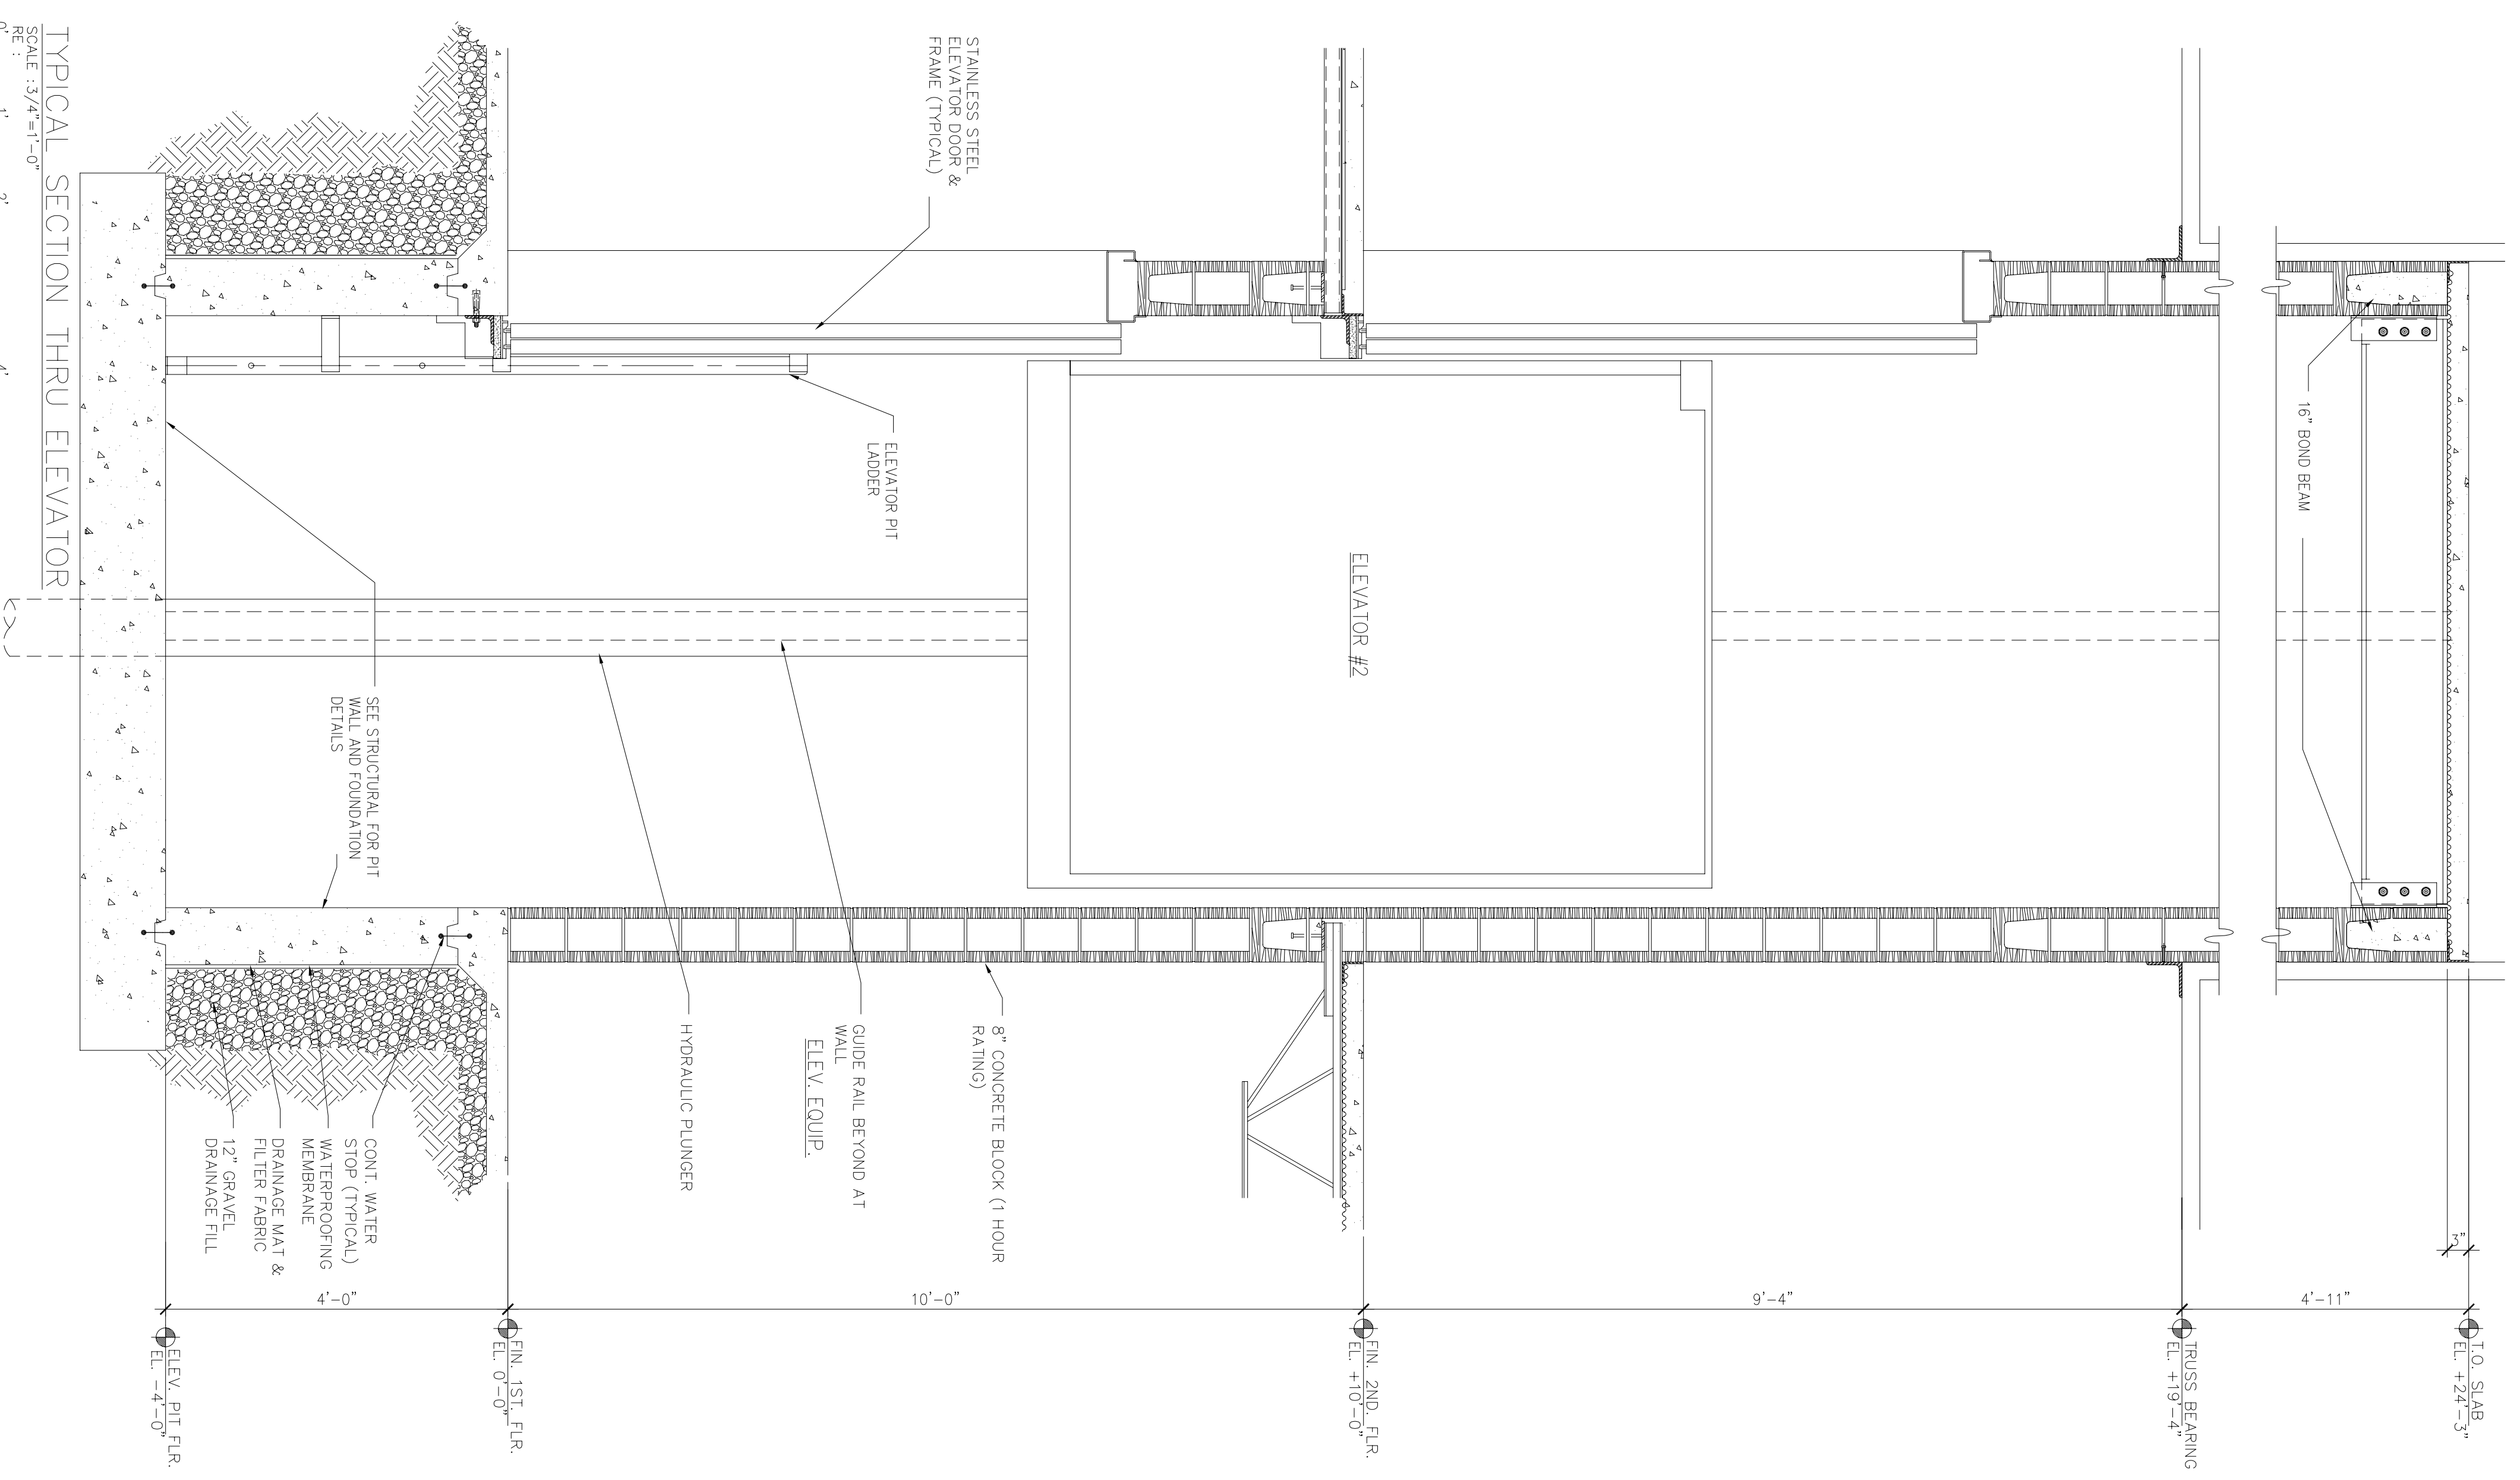 T.O. SLAB
EL. +24'-3"
TRUSS BEARING
EL. +19'-4"
FIN. 2ND. FLR.
EL. +10'-0"
FIN. 1ST. FLR.
EL. 0'-0"
ELEV. PIT FLR.
EL. -4'-0"
3"
4'-11"
9'-4"
10'-0"
4'-0"
16" BOND BEAM
STAINLESS STEEL
ELEVATOR DOOR &
FRAME (TYPICAL)
ELEVATOR PIT
LADDER
ELEVATOR #2
8" CONCRETE BLOCK (1 HOUR
RATING)
GUIDE RAIL BEYOND AT
WALL
ELEV. EQUIP.
HYDRAULIC PLUNGER
SEE STRUCTURAL FOR PIT
WALL AND FOUNDATION
DETAILS
CONT. WATER
STOP (TYPICAL)
WATERPROOFING
MEMBRANE
DRAINAGE MAT &
FILTER FABRIC
12" GRAVEL
DRAINAGE FILL
TYPICAL SECTION THRU ELEVATOR
SCALE :3/4"=1'-0"
RE :
0' 1' 2' 4'